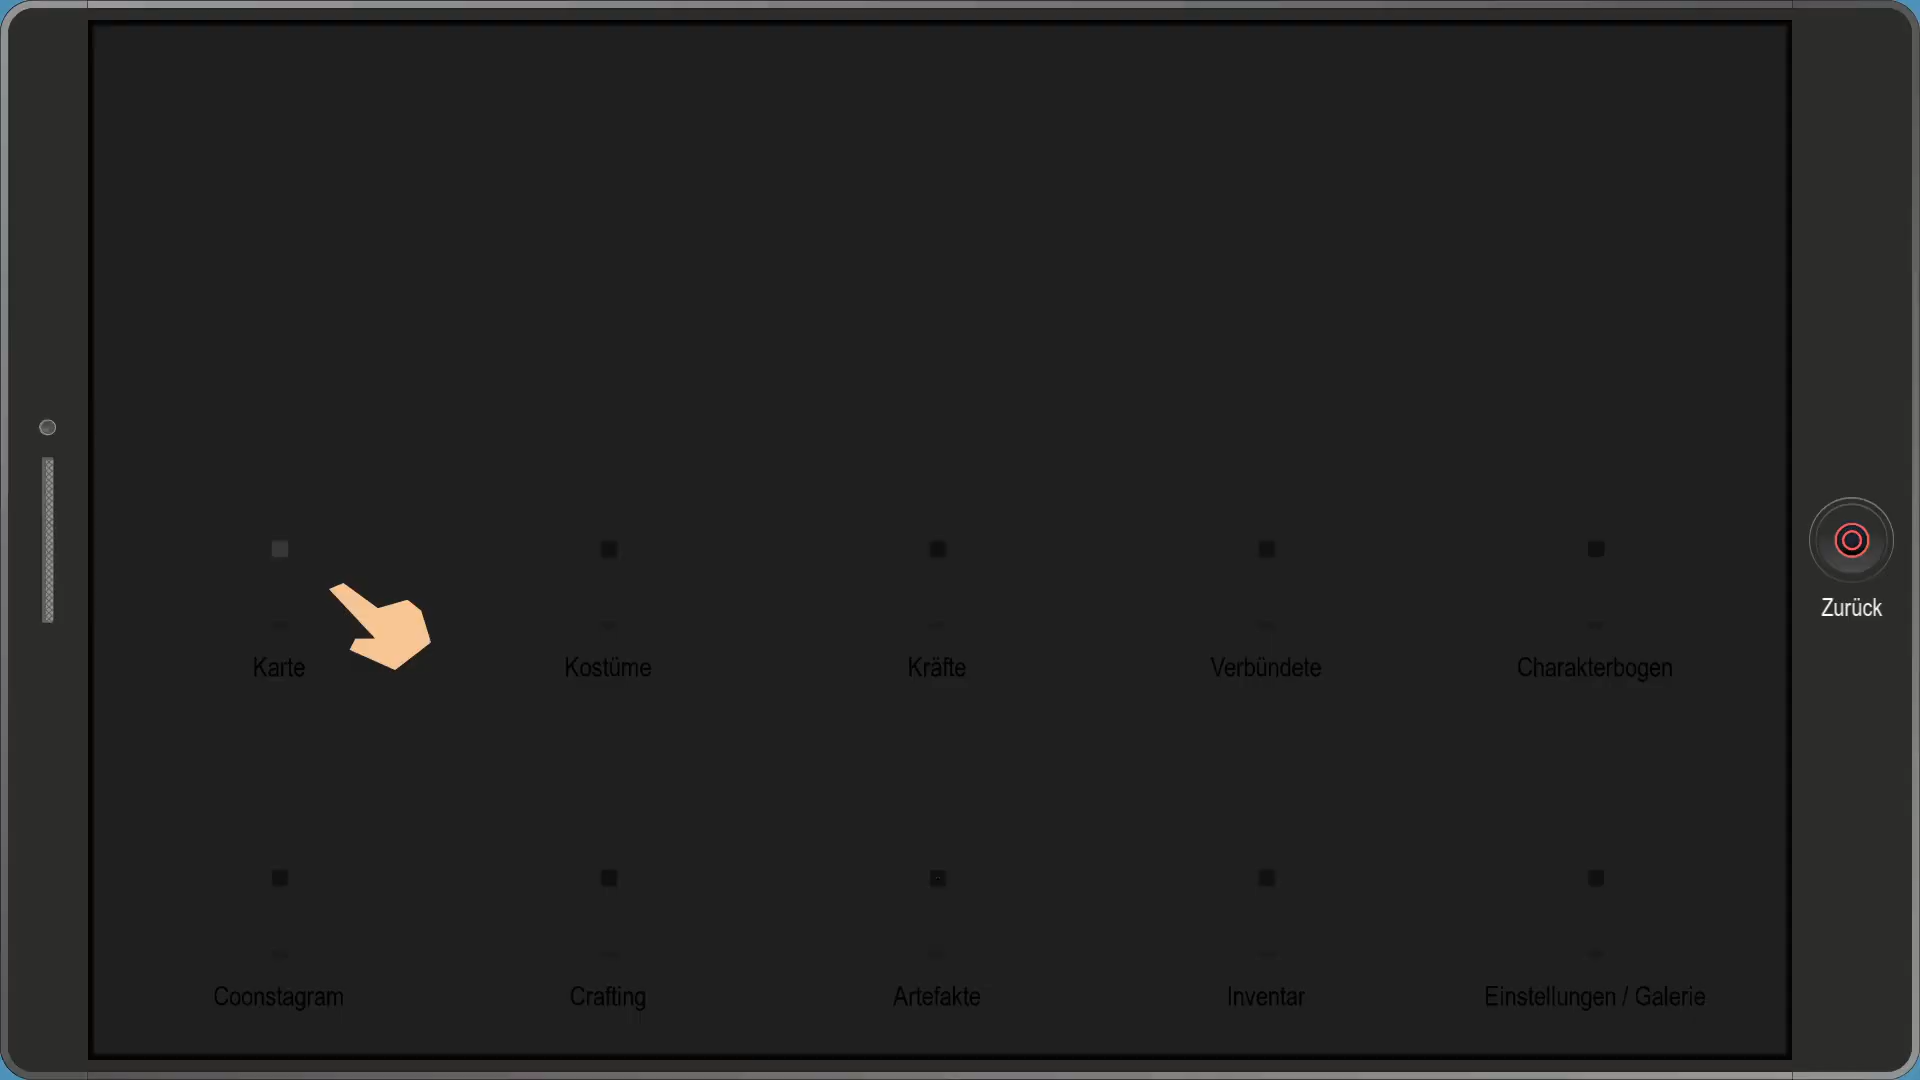 Zurück
Karte
Kostüme
Kräfte
Verbündete
Charakterbogen
Coonstagram
Crafting
Artefakte
Inventar
Einstellungen / Galerie